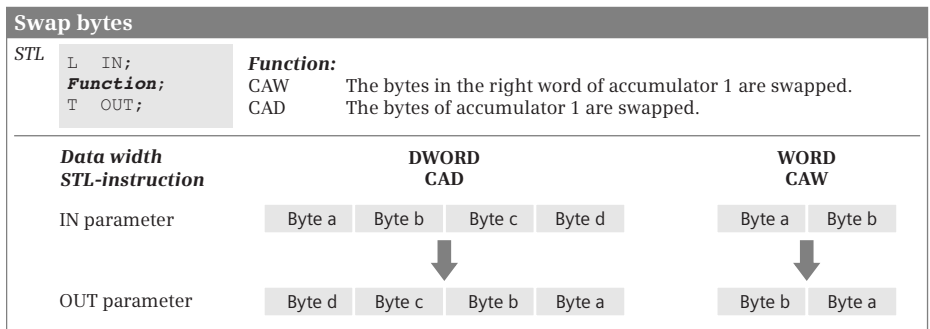 Swap bytes
STL
L IN;
Function;
T OUT;
Function:
CAW The bytes in the right word of accumulator 1 are swapped.
CAD The bytes of accumulator 1 are swapped.
Data width DWORD WORD
STL-instruction CAD CAW
IN parameter Byte a Byte b Byte c Byte d Byte a Byte b
OUT parameter Byte d Byte c Byte b Byte a Byte b Byte a